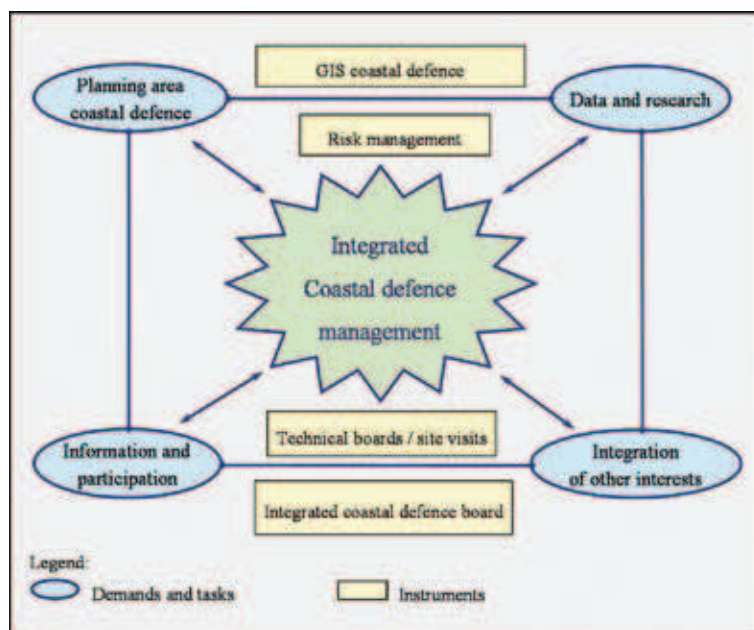 GIS coastal defence
Planning area
coastal defence
Data and research
Risk management
Integrated
Coastal defence
management
Technical boards / site visits
Information and
participation
Integration
of other interests
Integrated coastal defence board
Legend:
Demands and tasks
Instruments